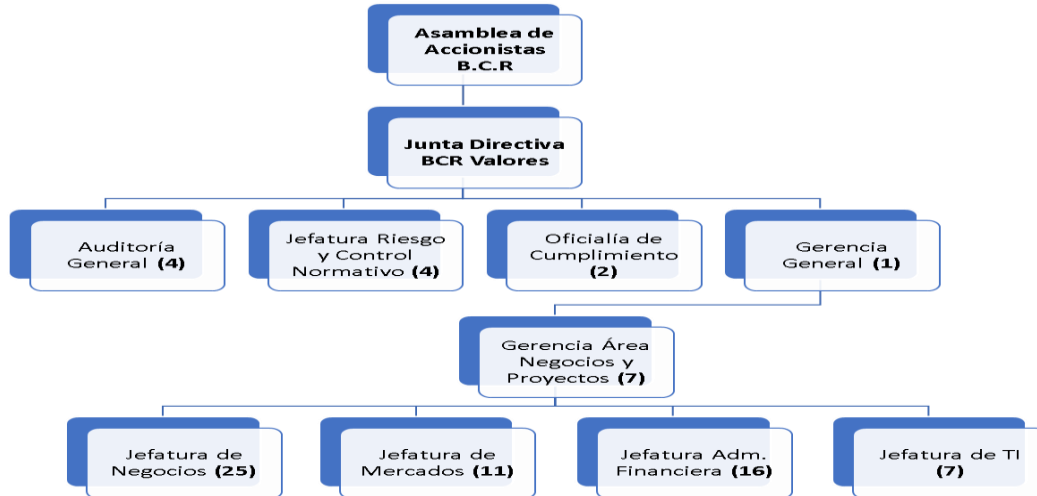 Asamblea de
Accionistas
B.C.R
Junta Directiva
BCR Valores
Auditoría
General (4)
Jefatura Riesgo
y Control
Normativo (4)
Oficialía de
Cumplimiento
(2)
Gerencia
General (1)
Gerencia Área
Negocios y
Proyectos (7)
Jefatura de
Negocios (25)
Jefatura de
Mercados (11)
Jefatura Adm.
Financiera (16)
Jefatura de TI
(7)